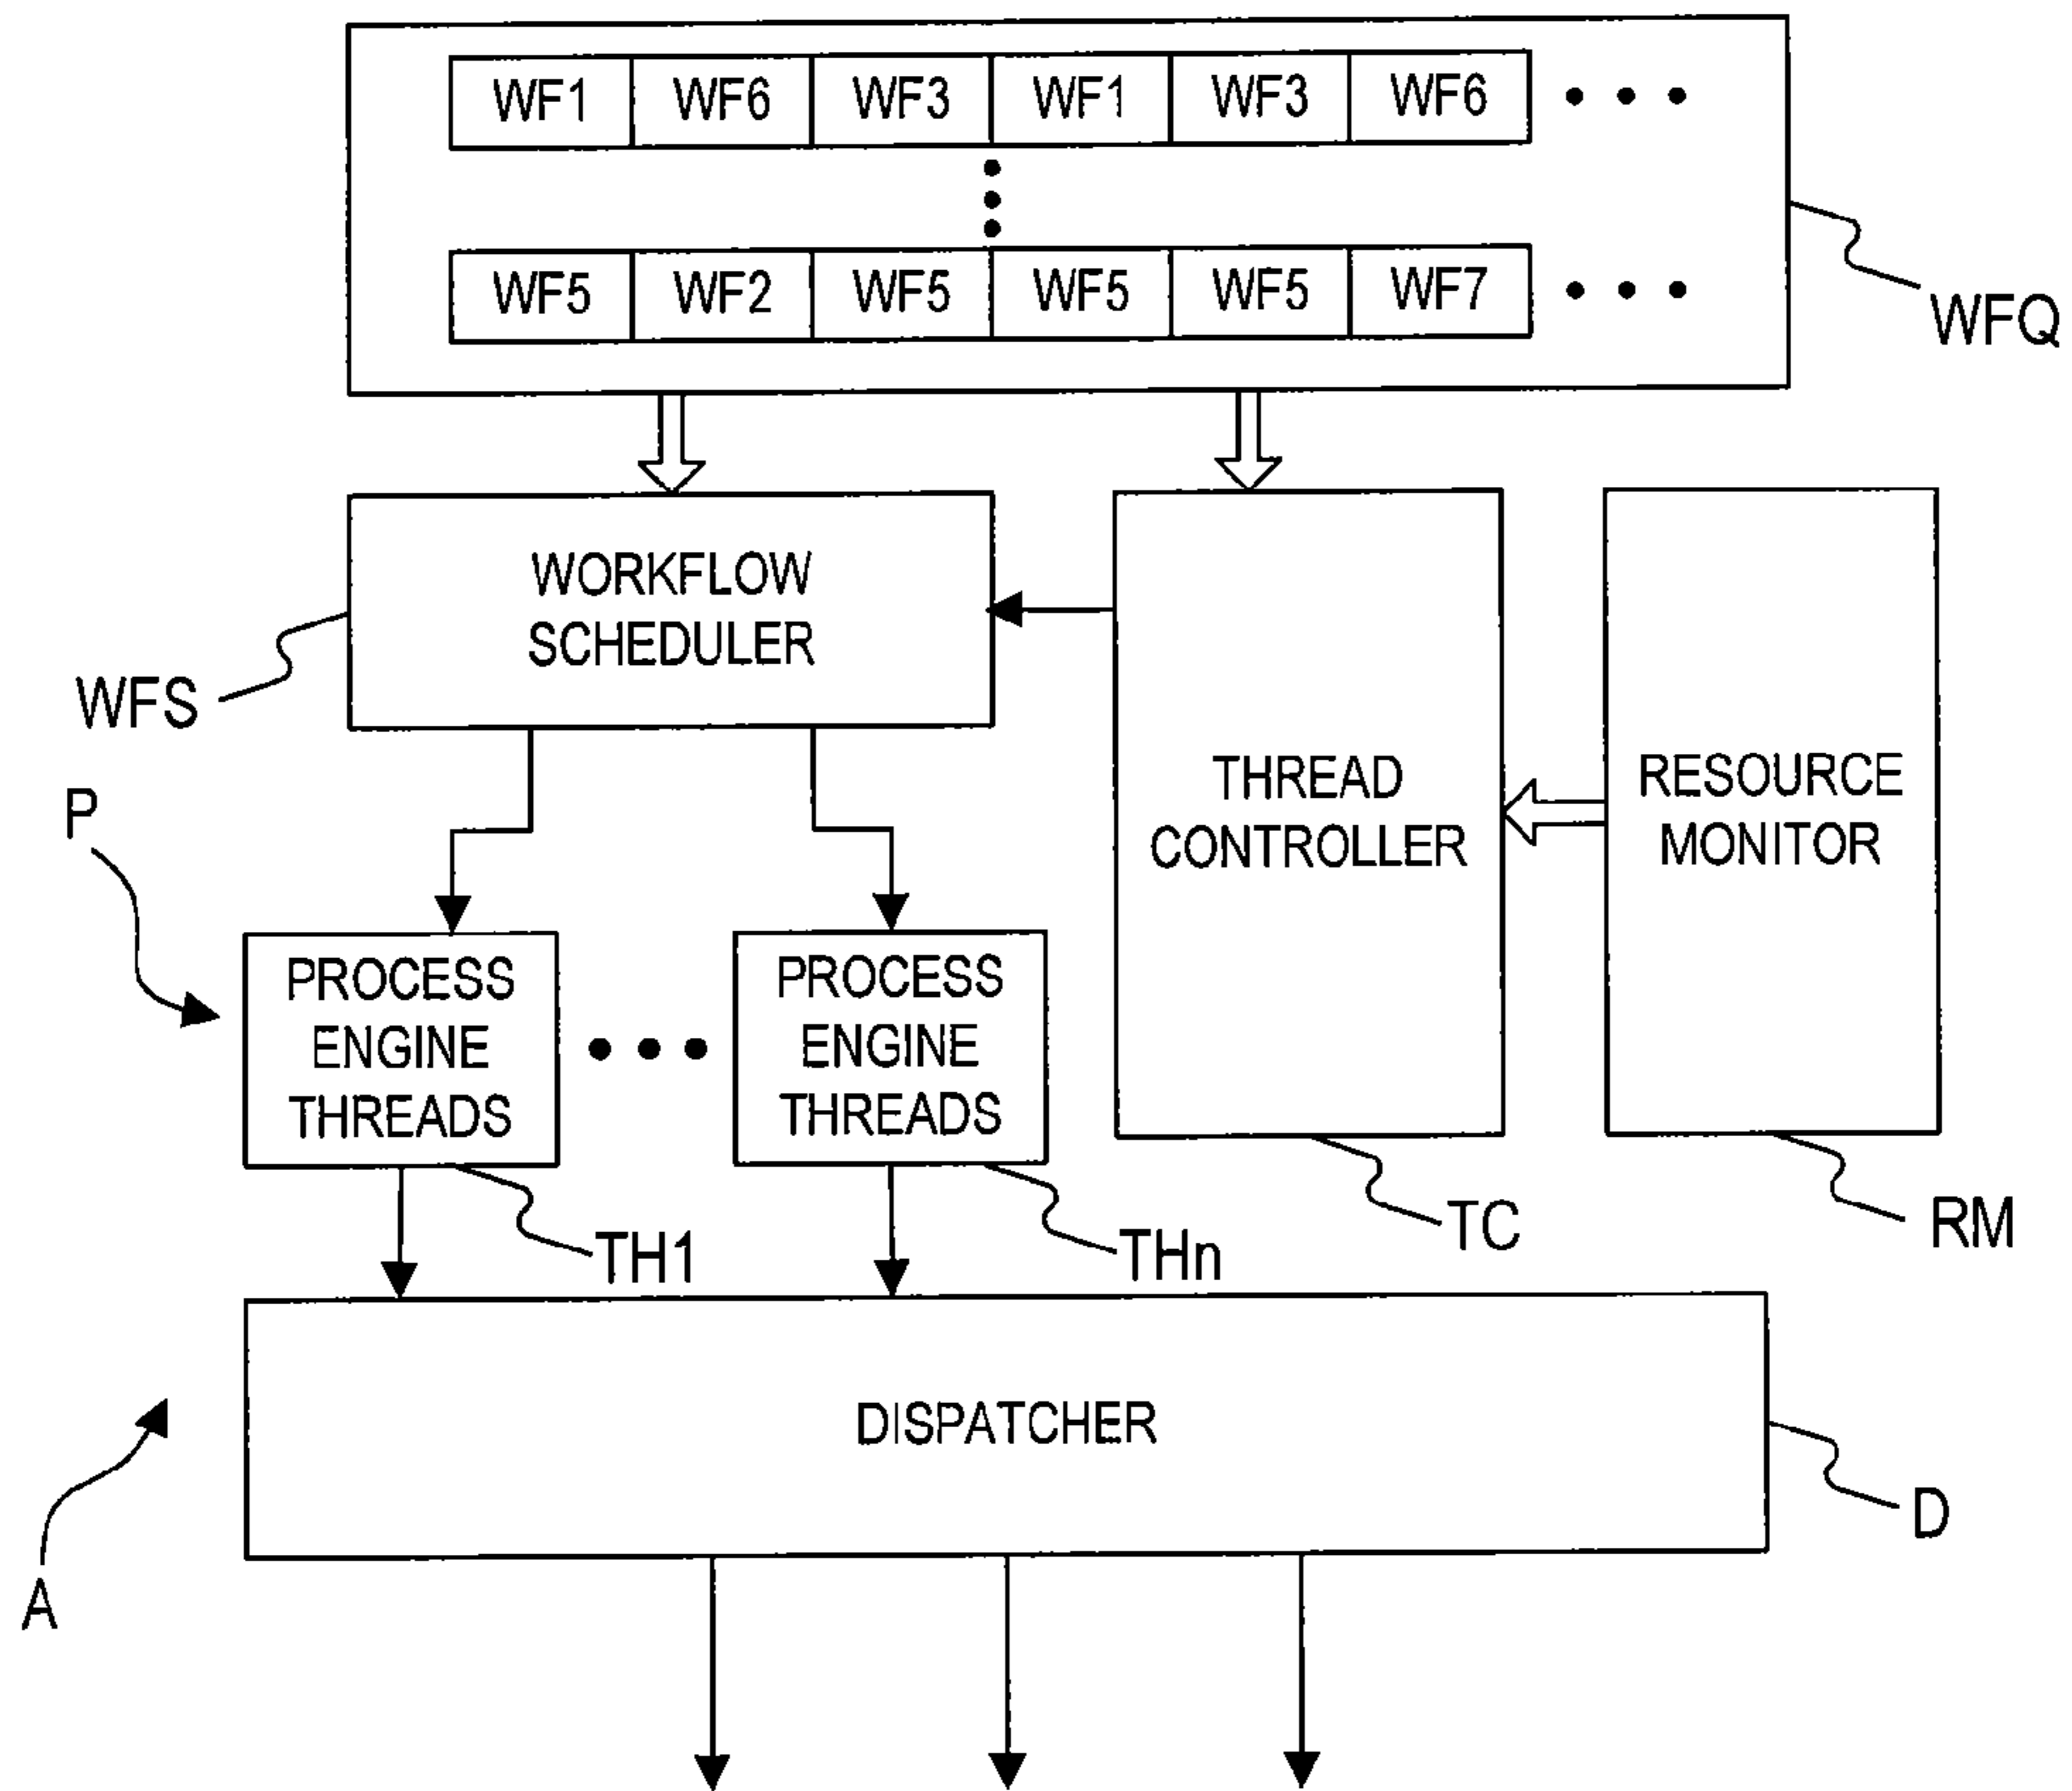 WF1 WF6 WF3 WF1 WF3 WF6
WF5 WF2 WF5 WF5 WF5 WF7
WFQ
WORKFLOW
SCHEDULER
WFS
THREAD
CONTROLLER
RESOURCE
MONITOR
P
PROCESS
ENGINE
THREADS
PROCESS
ENGINE
THREADS
TH1
THn
TC
RM
DISPATCHER
D
A